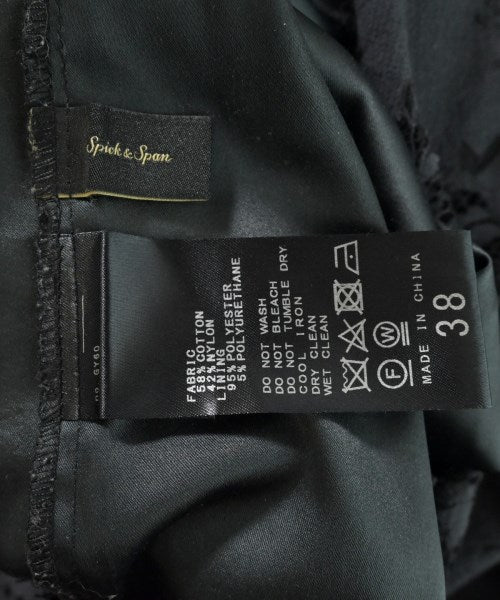 Spick & Span
FABRIC
58% COTTON
42% NYLON
LINING
95% POLYESTER
5% POLYURETHANE
DO NOT WASH
DO NOT BLEACH
DO NOT TUMBLE DRY
COOL IRON
DRY CLEAN
WET CLEAN
F W
MADE IN CHINA
38